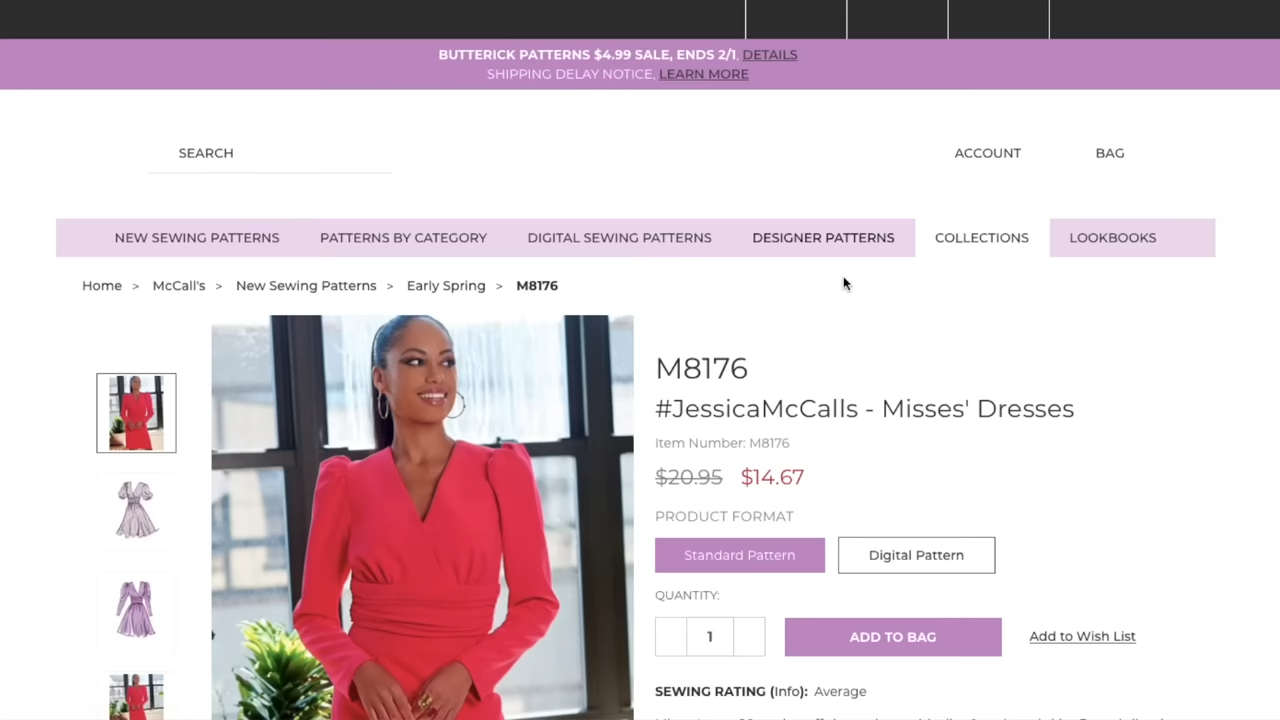 BUTTERICK PATTERNS $4.99 SALE, ENDS 2/1, DETAILS
SHIPPING DELAY NOTICE, LEARN MORE
SEARCH
ACCOUNT
BAG
NEW SEWING PATTERNS
PATTERNS BY CATEGORY
DIGITAL SEWING PATTERNS
DESIGNER PATTERNS
COLLECTIONS
LOOKBOOKS
Home > McCall's > New Sewing Patterns > Early Spring > M8176
M8176
#JessicaMcCalls - Misses' Dresses
Item Number: M8176
$20.95 $14.67
PRODUCT FORMAT
Standard Pattern
Digital Pattern
QUANTITY:
1
ADD TO BAG
Add to Wish List
SEWING RATING (Info): Average